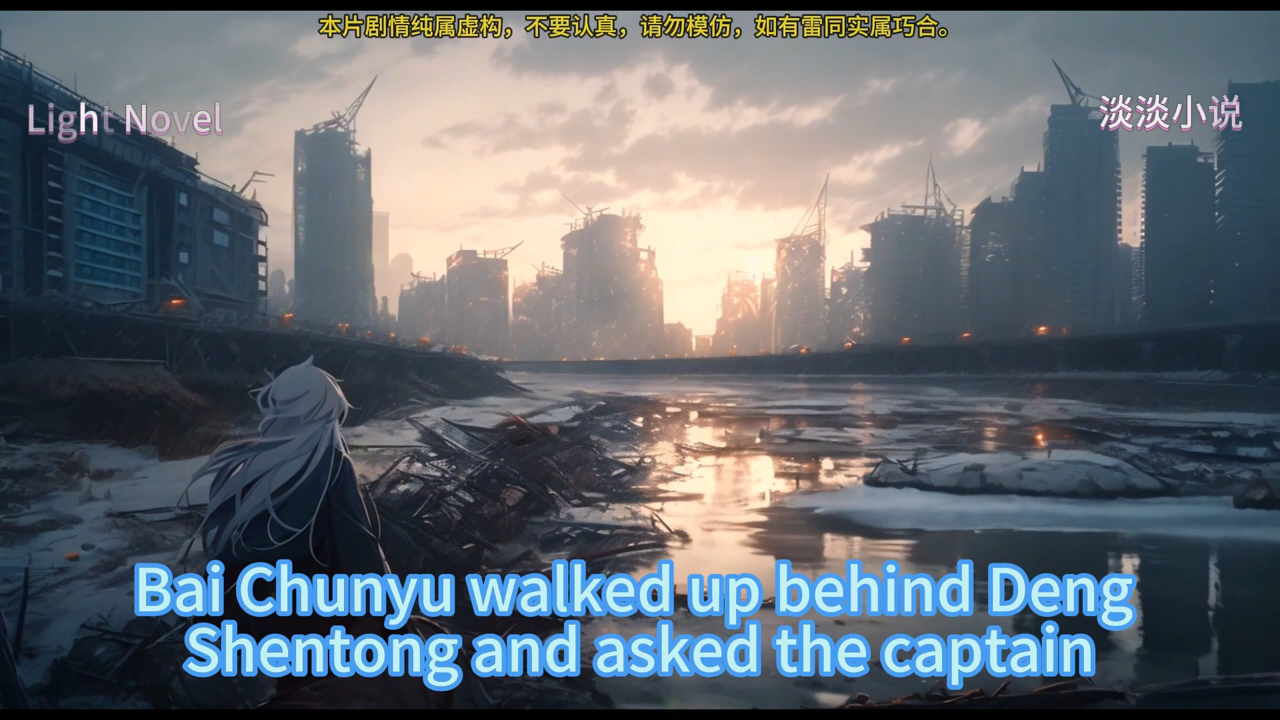 本片剧情纯属虚构，不要认真，请勿模仿，如有雷同实属巧合。
Light Novel
淡淡小说
Bai Chunyu walked up behind Deng
Shentong and asked the captain